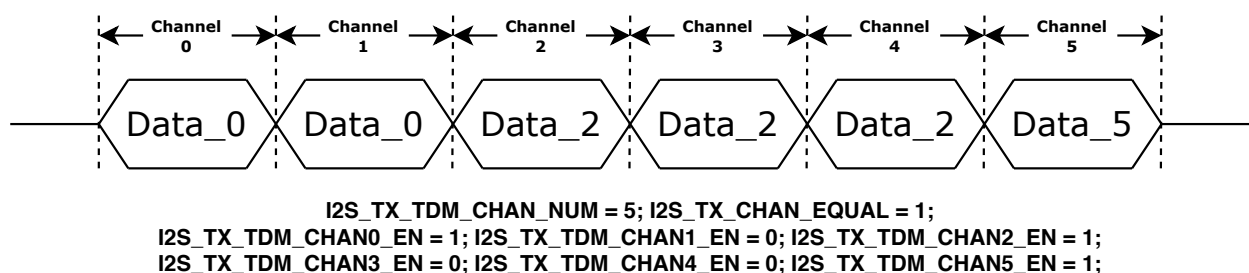 Channel 0
Channel 1
Channel 2
Channel 3
Channel 4
Channel 5
Data_0
Data_0
Data_2
Data_2
Data_2
Data_5
I2S_TX_TDM_CHAN_NUM = 5; I2S_TX_CHAN_EQUAL = 1;
I2S_TX_TDM_CHAN0_EN = 1; I2S_TX_TDM_CHAN1_EN = 0; I2S_TX_TDM_CHAN2_EN = 1;
I2S_TX_TDM_CHAN3_EN = 0; I2S_TX_TDM_CHAN4_EN = 0; I2S_TX_TDM_CHAN5_EN = 1;